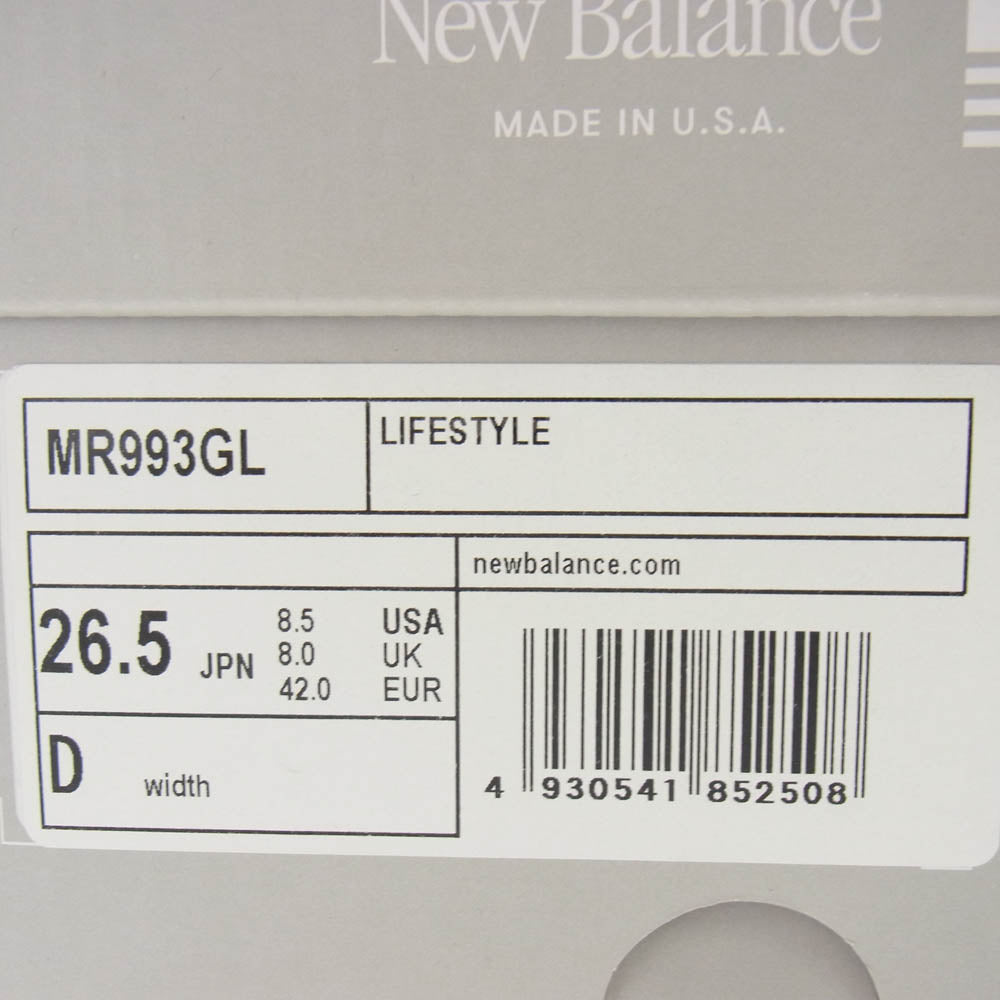 New Balance
MADE IN U.S.A.
MR993GL
LIFESTYLE
newbalance.com
26.5 JPN
8.5 USA
8.0 UK
42.0 EUR
D width
4 930541 852508